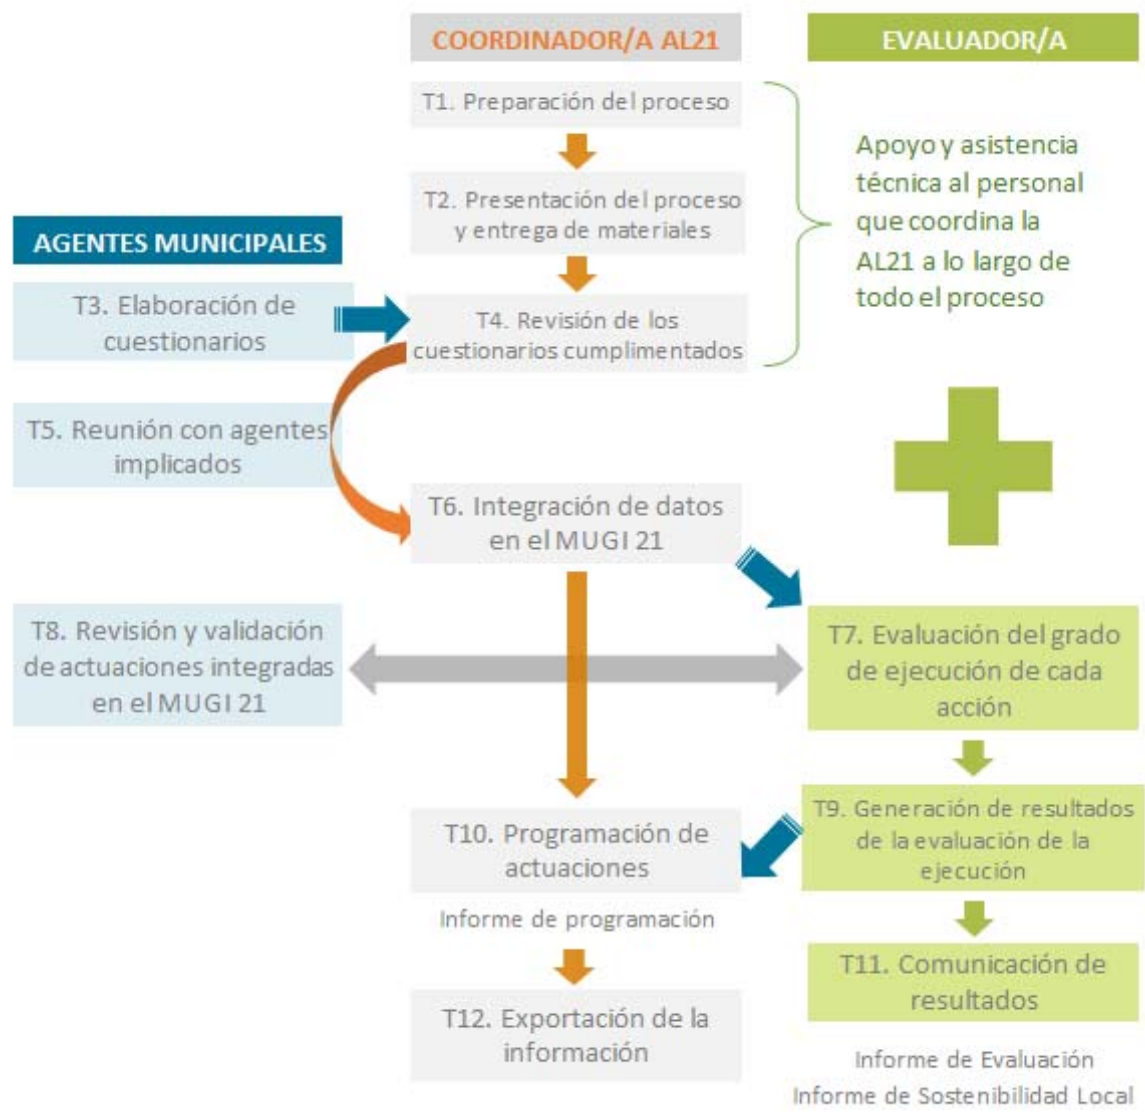 COORDINADOR/A AL21
EVALUADOR/A
T1. Preparación del proceso
Apoyo y asistencia
técnica al personal
que coordina la
AL21 a lo largo de
todo el proceso
T2. Presentación del proceso
y entrega de materiales
AGENTES MUNICIPALES
T3. Elaboración de
cuestionarios
T4. Revisión de los
cuestionarios cumplimentados
T5. Reunión con agentes
implicados
T6. Integración de datos
en el MUGI 21
T8. Revisión y validación
de actuaciones integradas
en el MUGI 21
T7. Evaluación del grado
de ejecución de cada
acción
T9. Generación de resultados
de la evaluación de la
ejecución
T10. Programación de
actuaciones
Informe de programación
T11. Comunicación de
resultados
T12. Exportación de la
información
Informe de Evaluación
Informe de Sostenibilidad Local